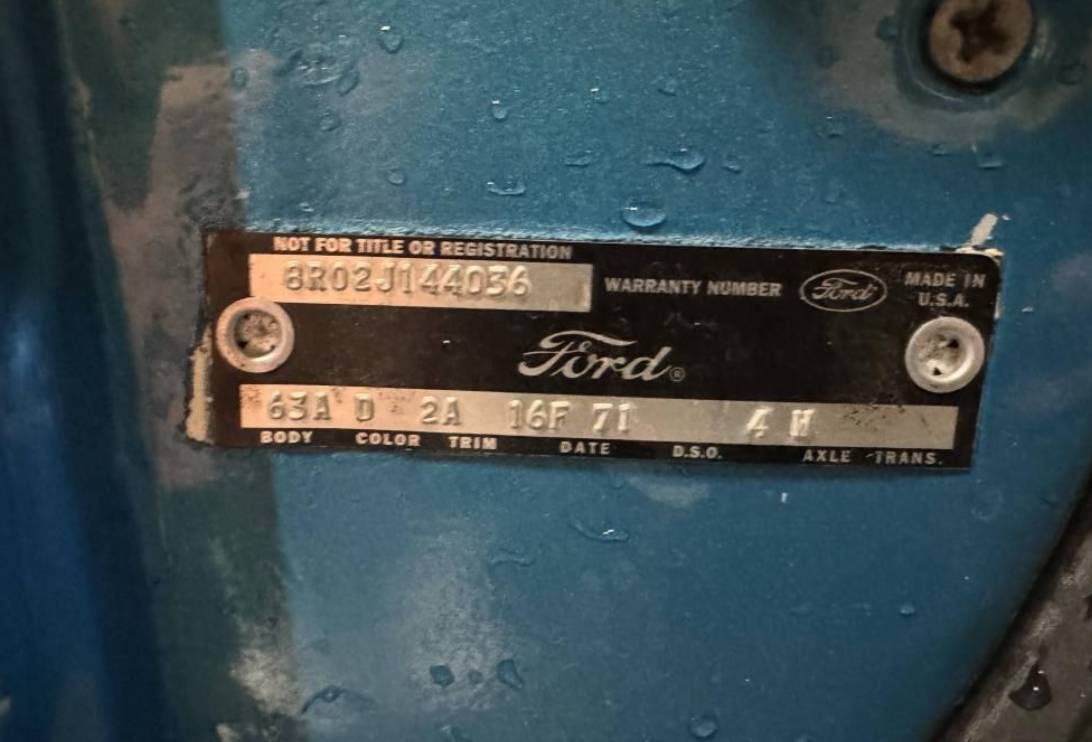 NOT FOR TITLE OR REGISTRATION
8R02J144036 WARRANTY NUMBER Ford MADE IN U.S.A.
Ford®
63A D 2A 16F 71 4 W
BODY COLOR TRIM DATE D.S.O. AXLE TRANS.